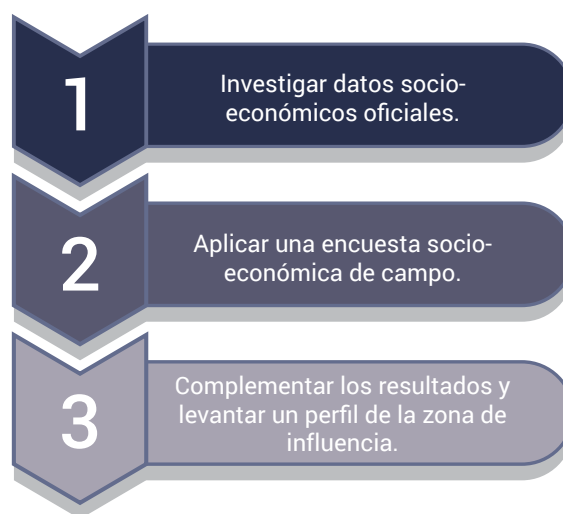 1
Investigar datos socio-
económicos oficiales.
2
Aplicar una encuesta socio-
económica de campo.
3
Complementar los resultados y
levantar un perfil de la zona de
influencia.